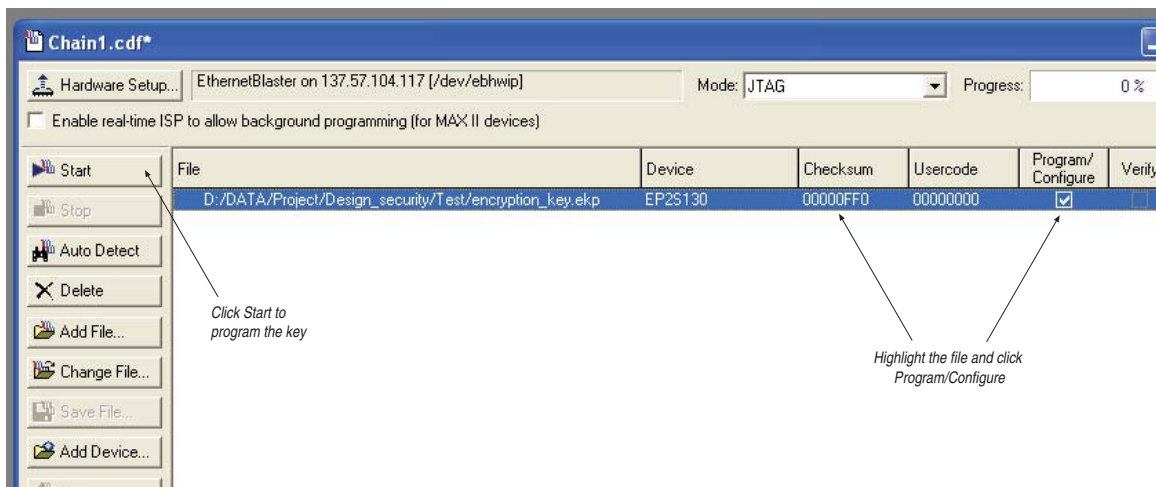 Chain1.cdf*
Hardware Setup... EthernetBlaster on 137.57.104.117 [/dev/ebhwip] Mode: JTAG Progress: 0 %
Enable real-time ISP to allow background programming (for MAX II devices)
Start
Stop
Auto Detect
Delete
Add File...
Change File...
Save File...
Add Device...
File Device Checksum Usercode Program/ Configure Verify
D:/DATA/Project/Design_security/Test/encryption_key.ekp EP2S130 00000FF0 00000000
Click Start to
program the key
Highlight the file and click
Program/Configure